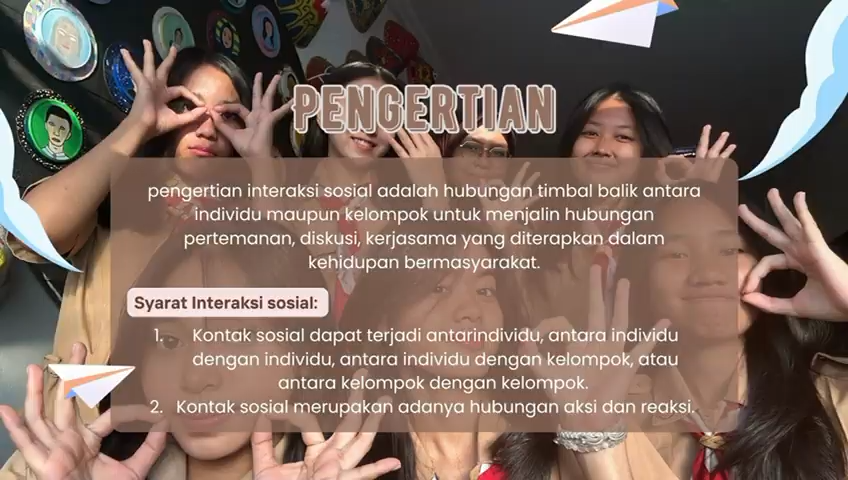 PENGERTIAN
pengertian interaksi sosial adalah hubungan timbal balik antara
individu maupun kelompok untuk menjalin hubungan
pertemanan, diskusi, kerjasama yang diterapkan dalam
kehidupan bermasyarakat.
Syarat Interaksi sosial:
1. Kontak sosial dapat terjadi antarindividu, antara individu
dengan individu, antara individu dengan kelompok, atau
antara kelompok dengan kelompok.
2. Kontak sosial merupakan adanya hubungan aksi dan reaksi.